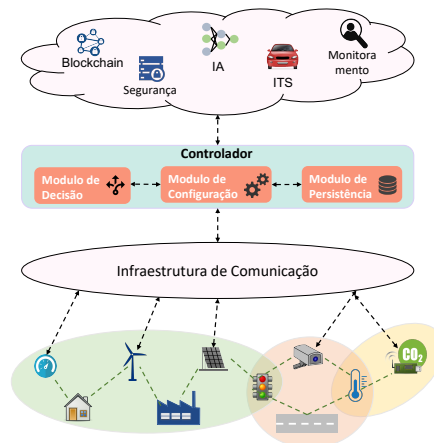 Blockchain
Segurança
IA
ITS
Monitora
mento
Controlador
Modulo de
Decisão
Modulo de
Configuração
Modulo de
Persistência
Infraestrutura de Comunicação
CO2